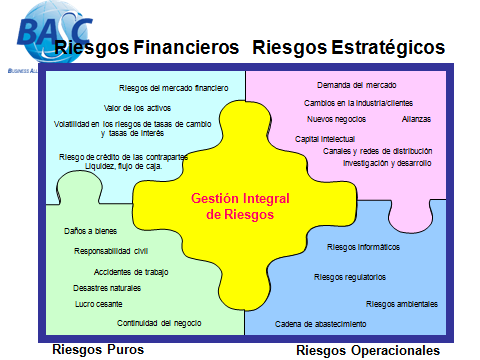 BASC
BUSINESS ALL
Riesgos Financieros Riesgos Estratégicos
Riesgos del mercado financiero
Valor de los activos
Volatilidad en los riesgos de tasas de cambio
y tasas de interés
Riesgo de crédito de las contrapartes
Liquidez, flujo de caja.
Demanda del mercado
Cambios en la industria/clientes
Nuevos negocios Alianzas
Capital intelectual
Canales y redes de distribución
Investigación y desarrollo
Gestión Integral
de Riesgos
Daños a bienes
Responsabilidad civil
Accidentes de trabajo
Desastres naturales
Lucro cesante
Continuidad del negocio
Riesgos informáticos
Riesgos regulatorios
Riesgos ambientales
Cadena de abastecimiento
Riesgos Puros
Riesgos Operacionales